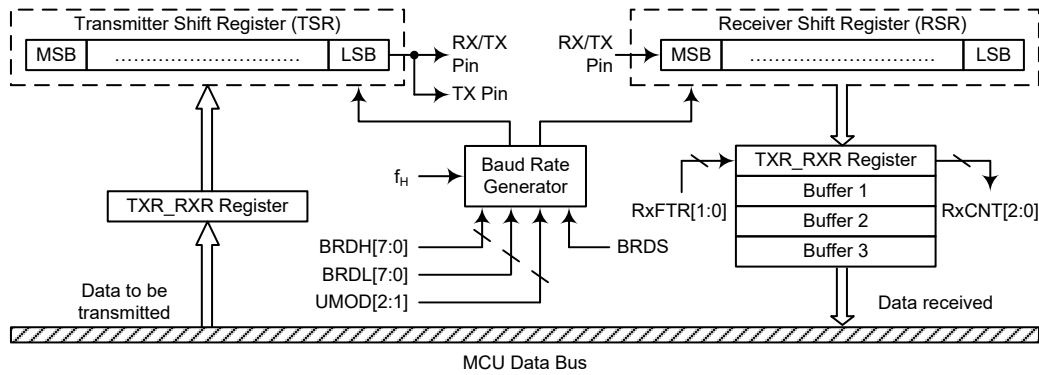 Transmitter Shift Register (TSR)
MSB ………………………… LSB
RX/TX
Pin
TX Pin
Receiver Shift Register (RSR)
RX/TX
Pin
MSB ………………………… LSB
fH
Baud Rate
Generator
BRDH[7:0]
BRDL[7:0]
UMOD[2:1]
BRDS
TXR_RXR Register
Data to be
transmitted
TXR_RXR Register
Buffer 1
Buffer 2
Buffer 3
RxFTR[1:0]
RxCNT[2:0]
Data received
MCU Data Bus